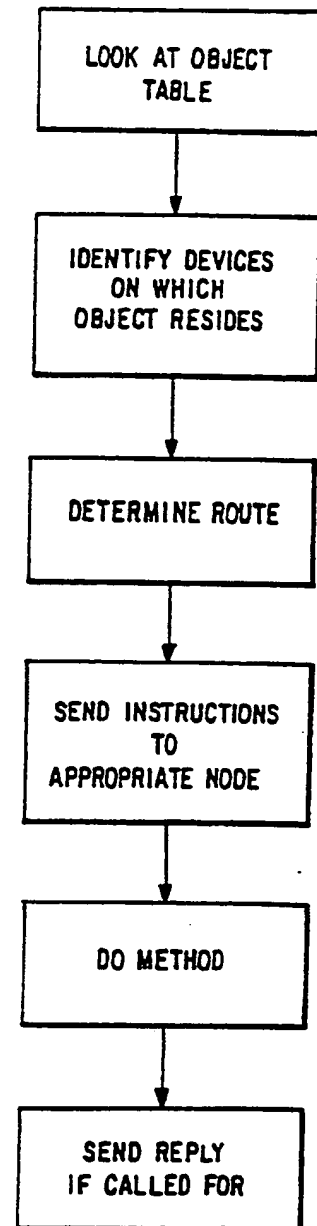 LOOK AT OBJECT
TABLE
IDENTIFY DEVICES
ON WHICH
OBJECT RESIDES
DETERMINE ROUTE
SEND INSTRUCTIONS
TO
APPROPRIATE NODE
DO METHOD
SEND REPLY
IF CALLED FOR